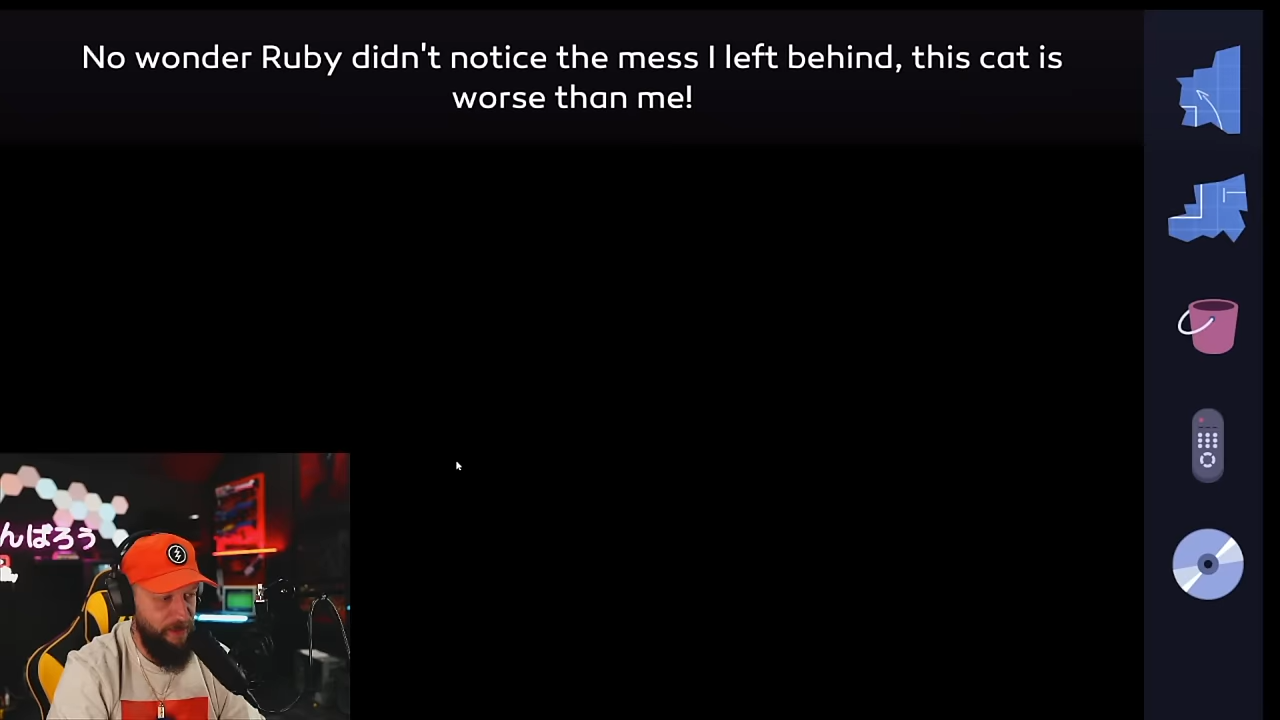 No wonder Ruby didn't notice the mess I left behind, this cat is
worse than me!
んばろう